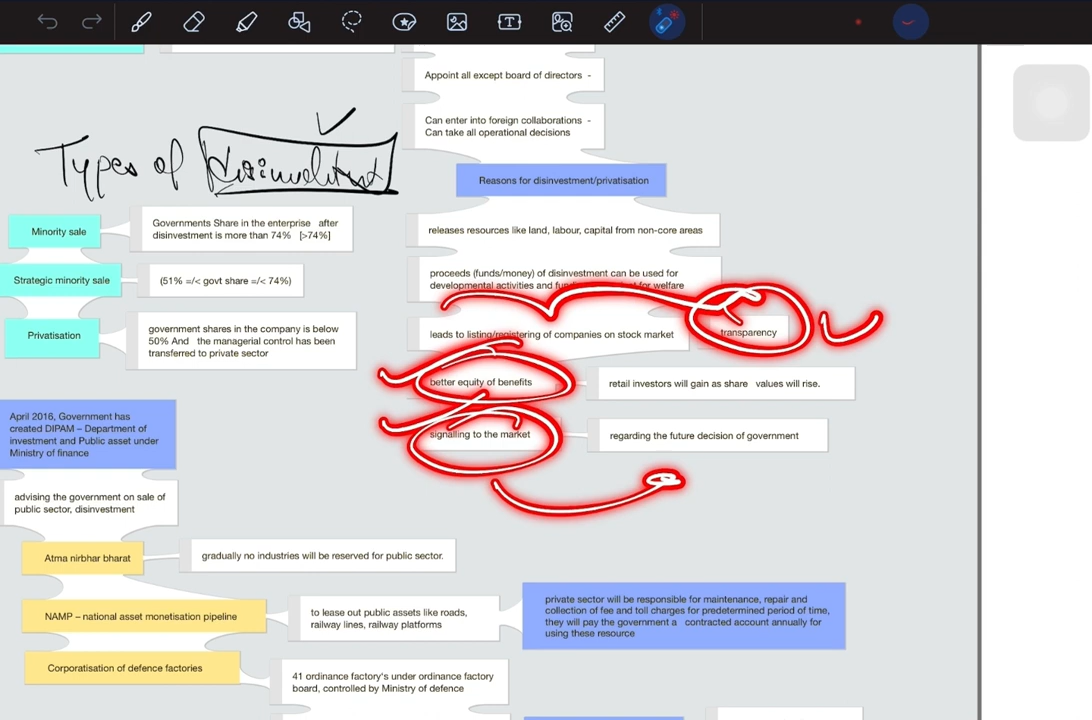 Appoint all except board of directors -
Can enter into foreign collaborations -
Can take all operational decisions
Types of disinvestment
Reasons for disinvestment/privatisation
Minority sale
Governments Share in the enterprise after
disinvestment is more than 74% [>74%]
releases resources like land, labour, capital from non-core areas
Strategic minority sale
(51% =/< govt share =/< 74%)
proceeds (funds/money) of disinvestment can be used for
developmental activities and for welfare
Privatisation
government shares in the company is below
50% And the managerial control has been
transferred to private sector
leads to listing/registering of companies on stock market
transparency
better equity of benefits
retail investors will gain as share values will rise.
signalling to the market
regarding the future decision of government
April 2016, Government has
created DIPAM – Department of
investment and Public asset under
Ministry of finance
advising the government on sale of
public sector, disinvestment
Atma nirbhar bharat
gradually no industries will be reserved for public sector.
NAMP – national asset monetisation pipeline
to lease out public assets like roads,
railway lines, railway platforms
private sector will be responsible for maintenance, repair and
collection of fee and toll charges for predetermined period of time,
they will pay the government a contracted account annually for
using these resource
Corporatisation of defence factories
41 ordinance factory's under ordinance factory
board, controlled by Ministry of defence